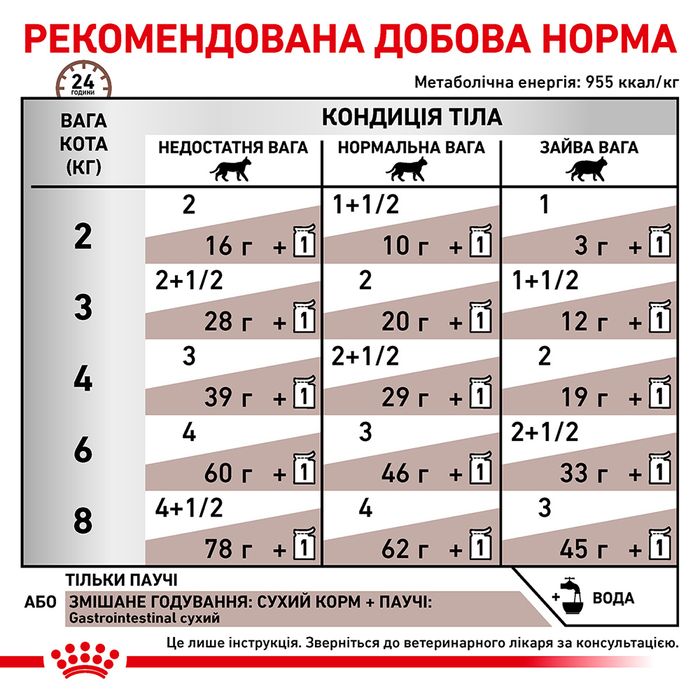 РЕКОМЕНДОВАНА ДОБОВА НОРМА
24
ГОДИНИ
Метаболічна енергія: 955 ккал/кг
ВАГА
КОТА
(КГ)
КОНДИЦІЯ ТІЛА
НЕДОСТАТНЯ ВАГА НОРМАЛЬНА ВАГА ЗАЙВА ВАГА
2 1+1/2 1
2
16 г + 1 10 г + 1 3 г + 1
2+1/2 2 1+1/2
3
28 г + 1 20 г + 1 12 г + 1
3 2+1/2 2
4
39 г + 1 29 г + 1 19 г + 1
4 3 2+1/2
6
60 г + 1 46 г + 1 33 г + 1
4+1/2 4 3
8
78 г + 1 62 г + 1 45 г + 1
ТІЛЬКИ ПАУЧІ
АБО ЗМІШАНЕ ГОДУВАННЯ: СУХИЙ КОРМ + ПАУЧІ:
Gastrointestinal сухий
+ ВОДА
Це лише інструкція. Зверніться до ветеринарного лікаря за консультацією.